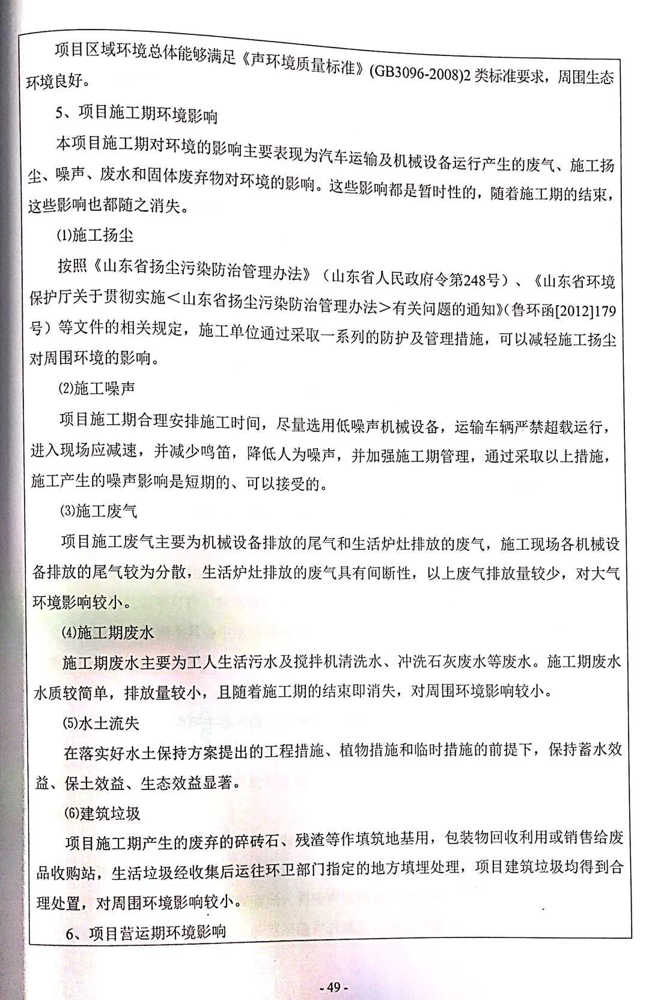 项目区域环境总体能够满足《声环境质量标准》(GB3096-2008)2 类标准要求，周围生态
环境良好。
5、项目施工期环境影响
本项目施工期对环境的影响主要表现为汽车运输及机械设备运行产生的废气、施工扬
尘、噪声、废水和固体废弃物对环境的影响。这些影响都是暂时性的，随着施工期的结束，
这些影响也都随之消失。
⑴施工扬尘
按照《山东省扬尘污染防治管理办法》（山东省人民政府令第248号）、《山东省环境
保护厅关于贯彻实施＜山东省扬尘污染防治管理办法＞有关问题的通知》（鲁环函[2012]179
号）等文件的相关规定，施工单位通过采取一系列的防护及管理措施，可以减轻施工扬尘
对周围环境的影响。
⑵施工噪声
项目施工期合理安排施工时间，尽量选用低噪声机械设备，运输车辆严禁超载运行，
进入现场应减速，并减少鸣笛，降低人为噪声，并加强施工期管理，通过采取以上措施，
施工产生的噪声影响是短期的、可以接受的。
⑶施工废气
项目施工废气主要为机械设备排放的尾气和生活炉灶排放的废气，施工现场各机械设
备排放的尾气较为分散，生活炉灶排放的废气具有间断性，以上废气排放量较少，对大气
环境影响较小。
⑷施工期废水
施工期废水主要为工人生活污水及搅拌机清洗水、冲洗石灰废水等废水。施工期废水
水质较简单，排放量较小，且随着施工期的结束即消失，对周围环境影响较小。
⑸水土流失
在落实好水土保持方案提出的工程措施、植物措施和临时措施的前提下，保持蓄水效
益、保土效益、生态效益显著。
⑹建筑垃圾
项目施工期产生的废弃的碎砖石、残渣等作填筑地基用，包装物回收利用或销售给废
品收购站，生活垃圾经收集后运往环卫部门指定的地方填埋处理，项目建筑垃圾均得到合
理处置，对周围环境影响较小。
6、项目营运期环境影响
- 49 -